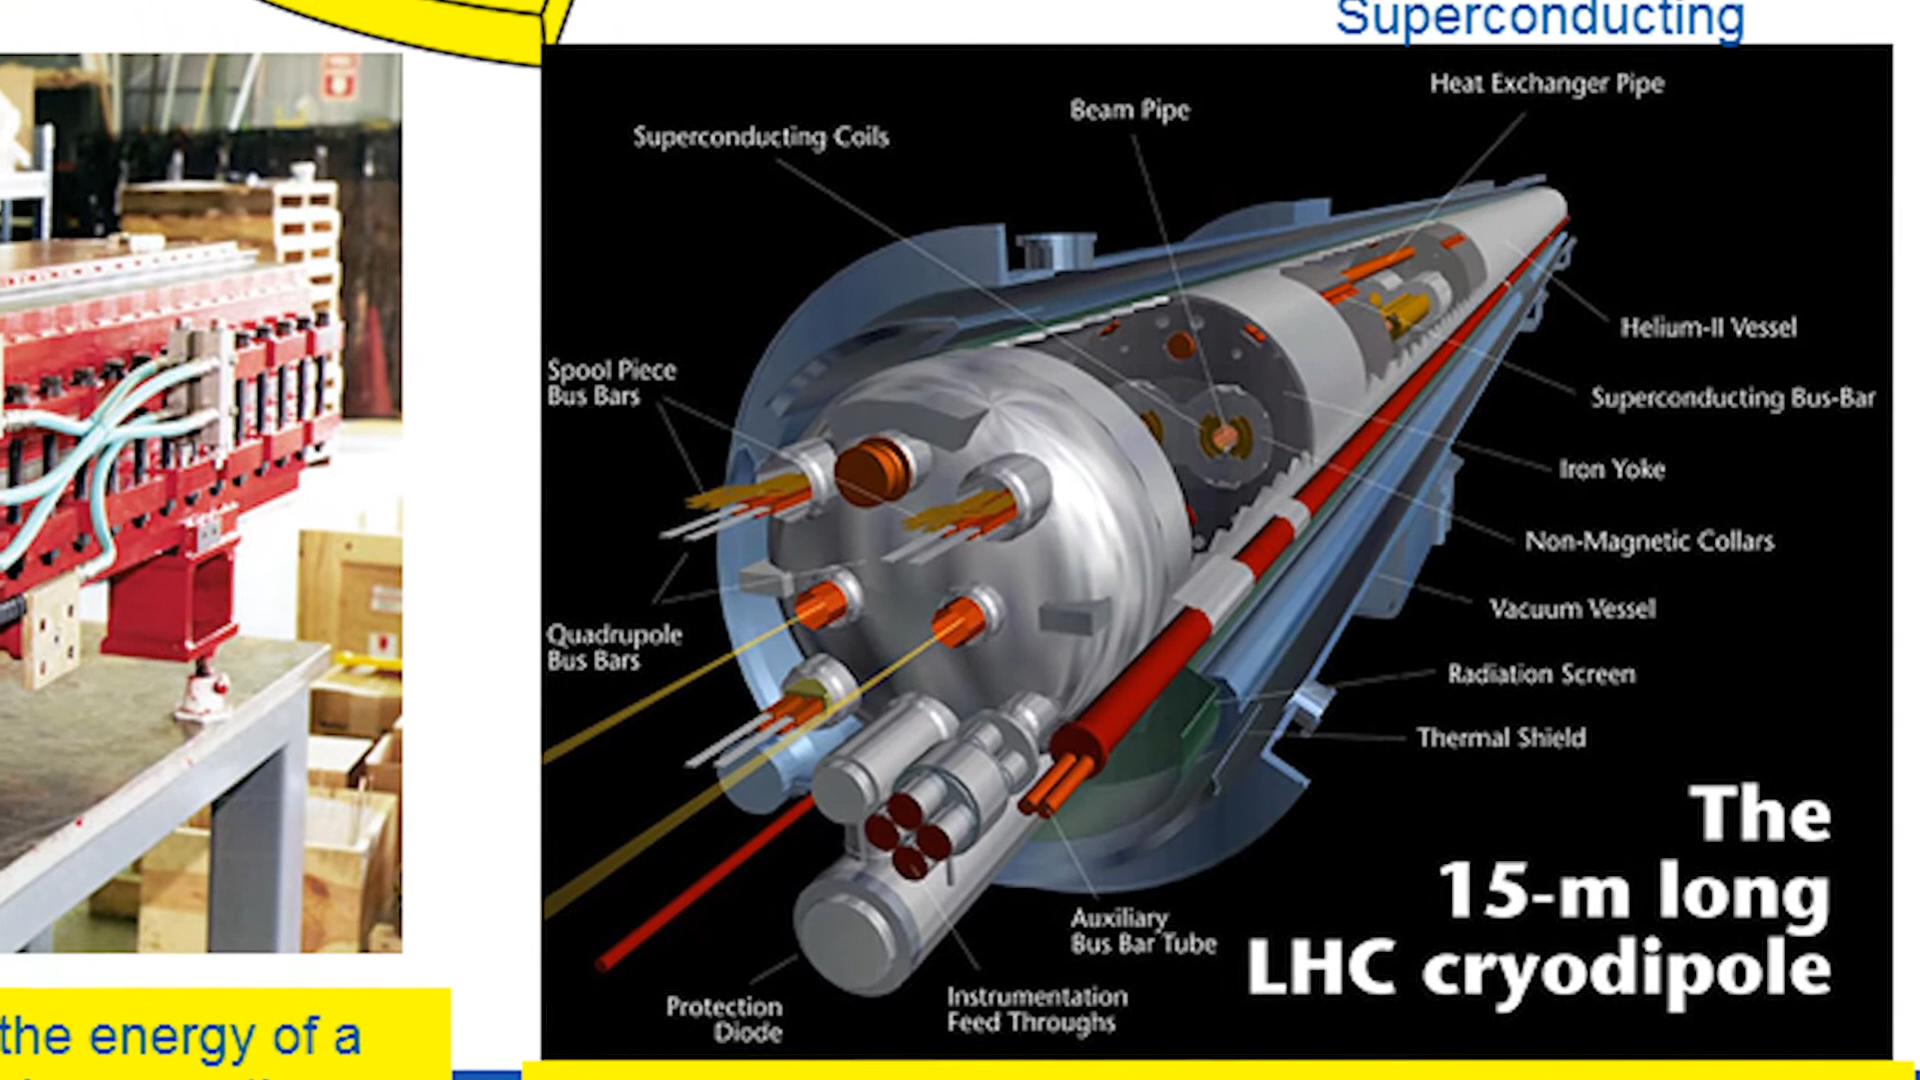 Superconducting
Heat Exchanger Pipe
Beam Pipe
Superconducting Coils
Helium-II Vessel
Spool Piece
Bus Bars
Superconducting Bus-Bar
Iron Yoke
Non-Magnetic Collars
Vacuum Vessel
Quadrupole
Bus Bars
Radiation Screen
Thermal Shield
The
15-m long
LHC cryodipole
Auxiliary
Bus Bar Tube
Instrumentation
Feed Throughs
Protection
Diode
the energy of a